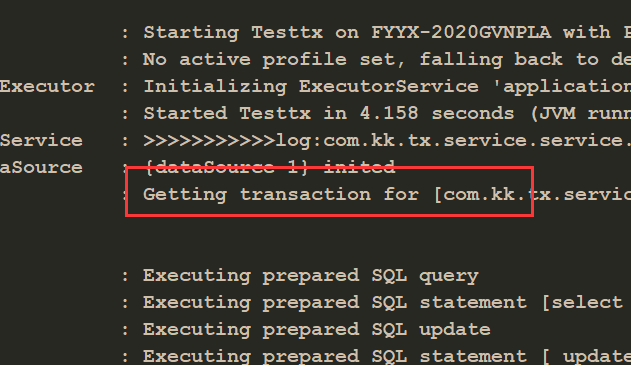 : Starting Testtx on FYYX-2020GVNPLA with
: No active profile set, falling back to de
Executor : Initializing ExecutorService 'application
: Started Testtx in 4.158 seconds (JVM runn
Service : >>>>>>>>>>>log:com.kk.tx.service.service.
aSource : {dataSource-1} inited
: Getting transaction for [com.kk.tx.servic
: Executing prepared SQL query
: Executing prepared SQL statement [select
: Executing prepared SQL update
: Executing prepared SQL statement [ update